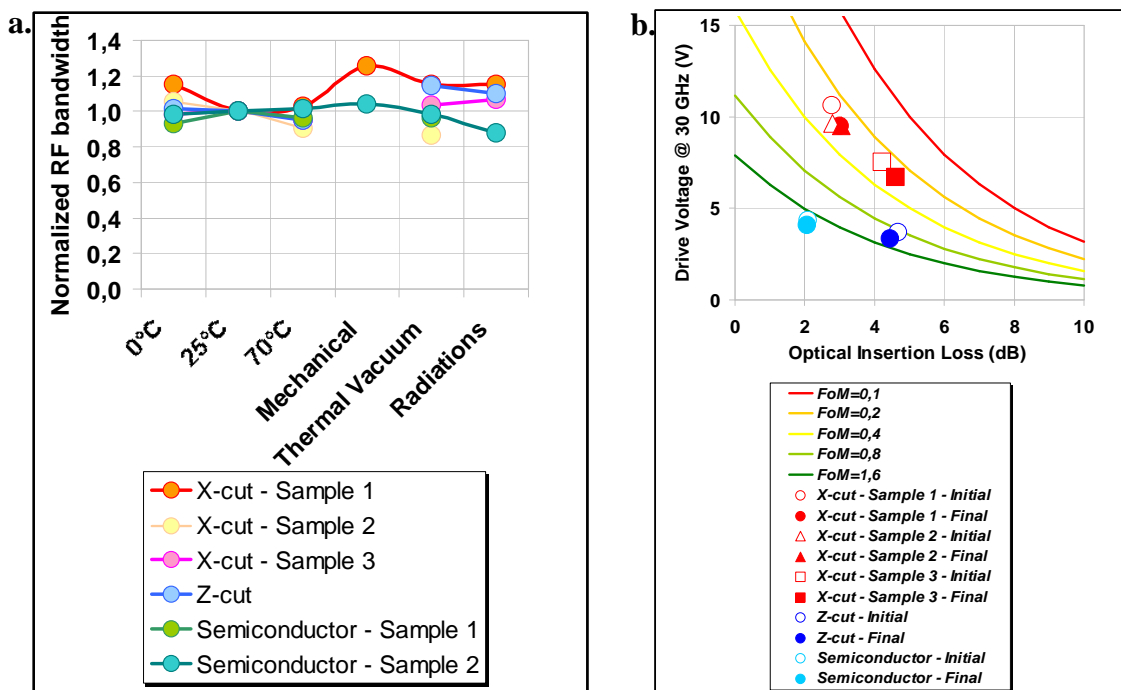 a.
Normalized RF bandwidth
1,4
1,2
1,0
0,8
0,6
0,4
0,2
0,0
0°C
25°C
70°C
Mechanical
Thermal Vacuum
Radiations
X-cut - Sample 1
X-cut - Sample 2
X-cut - Sample 3
Z-cut
Semiconductor - Sample 1
Semiconductor - Sample 2
b.
Drive Voltage @ 30 GHz (V)
15
10
5
0
0 2 4 6 8 10
Optical Insertion Loss (dB)
FoM=0,1
FoM=0,2
FoM=0,4
FoM=0,8
FoM=1,6
X-cut - Sample 1 - Initial
X-cut - Sample 1 - Final
X-cut - Sample 2 - Initial
X-cut - Sample 2 - Final
X-cut - Sample 3 - Initial
X-cut - Sample 3 - Final
Z-cut - Initial
Z-cut - Final
Semiconductor - Initial
Semiconductor - Final